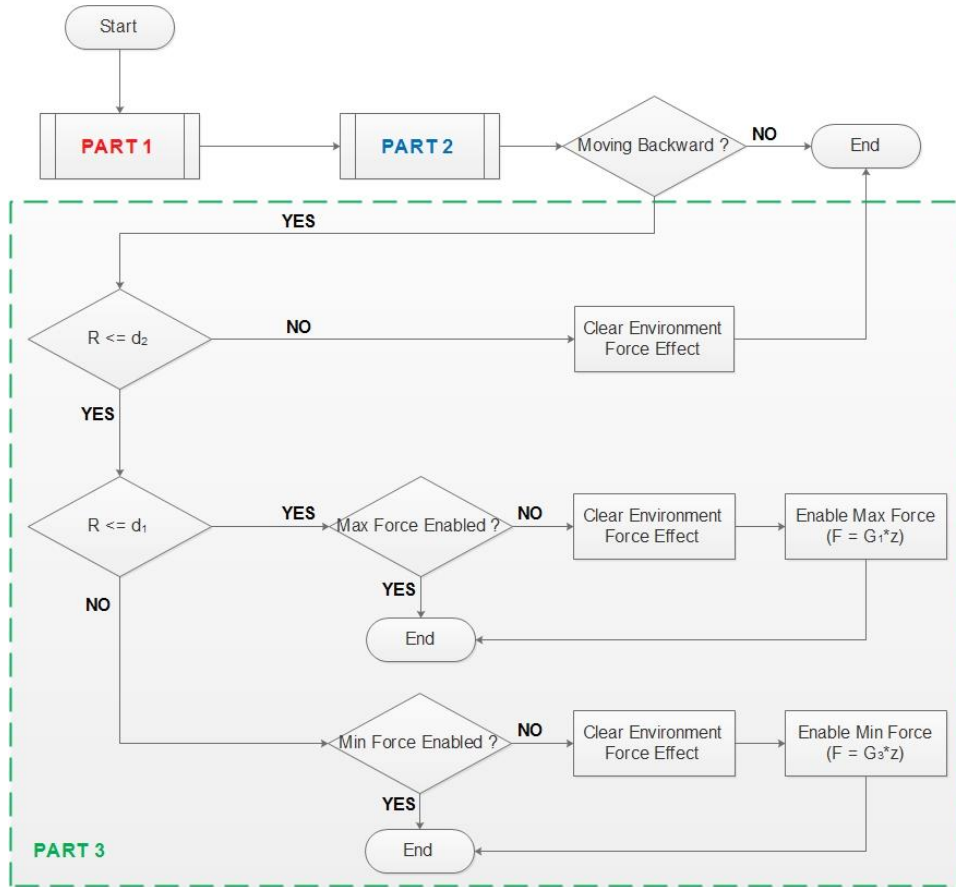 Start
PART 1
PART 2
Moving Backward ?
NO
End
YES
R <= d₂
NO
Clear Environment
Force Effect
YES
R <= d₁
YES
Max Force Enabled ?
NO
Clear Environment
Force Effect
Enable Max Force
(F = G₁*z)
YES
NO
End
Min Force Enabled ?
NO
Clear Environment
Force Effect
Enable Min Force
(F = G₃*z)
YES
End
PART 3